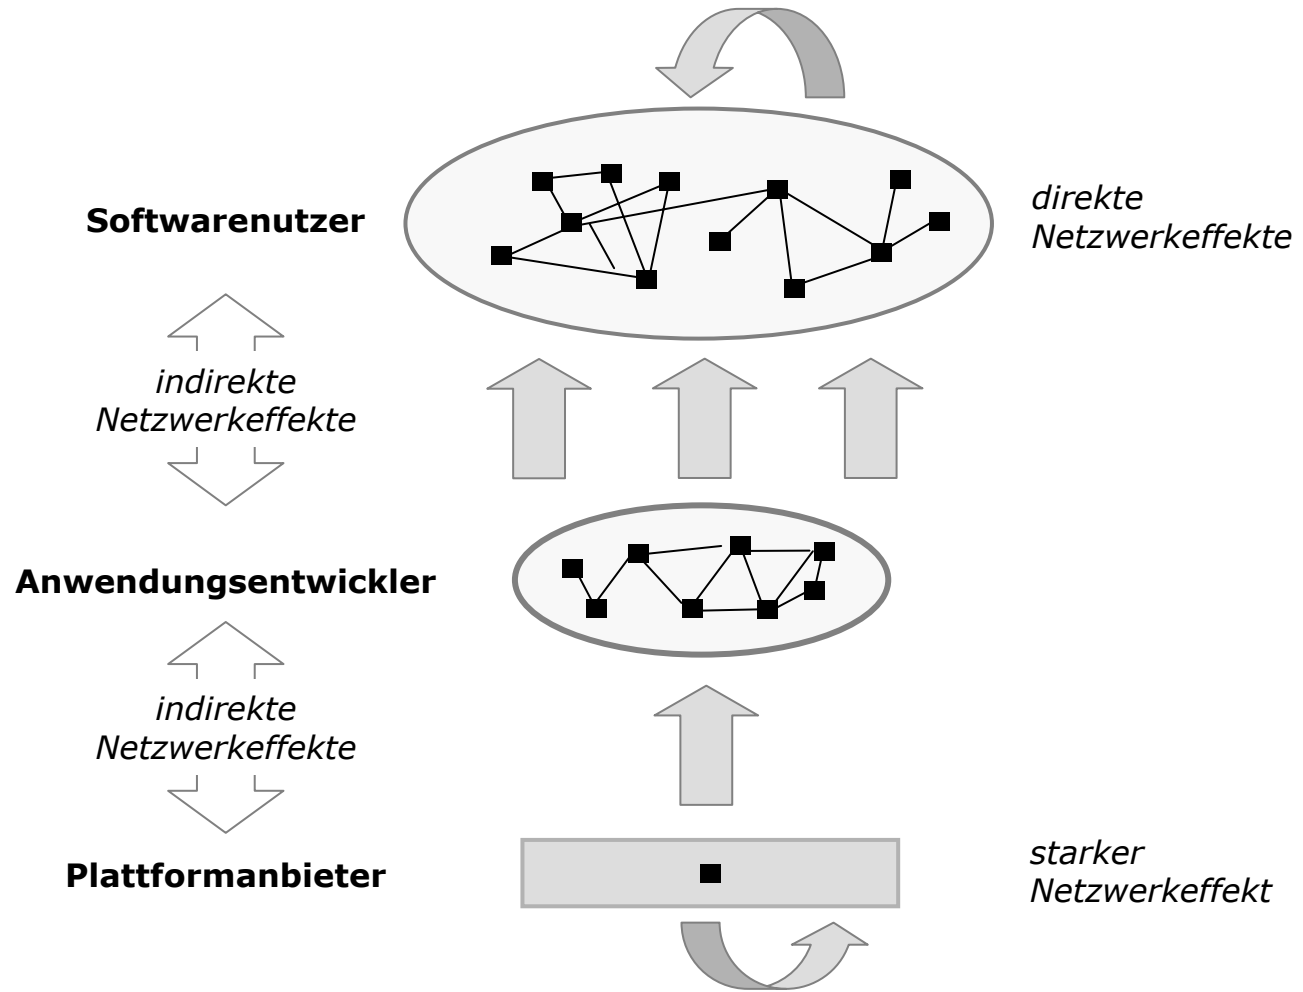 direkte
Netzwerkeffekte
Softwarenutzer
indirekte
Netzwerkeffekte
Anwendungsentwickler
indirekte
Netzwerkeffekte
Plattformanbieter
starker
Netzwerkeffekt